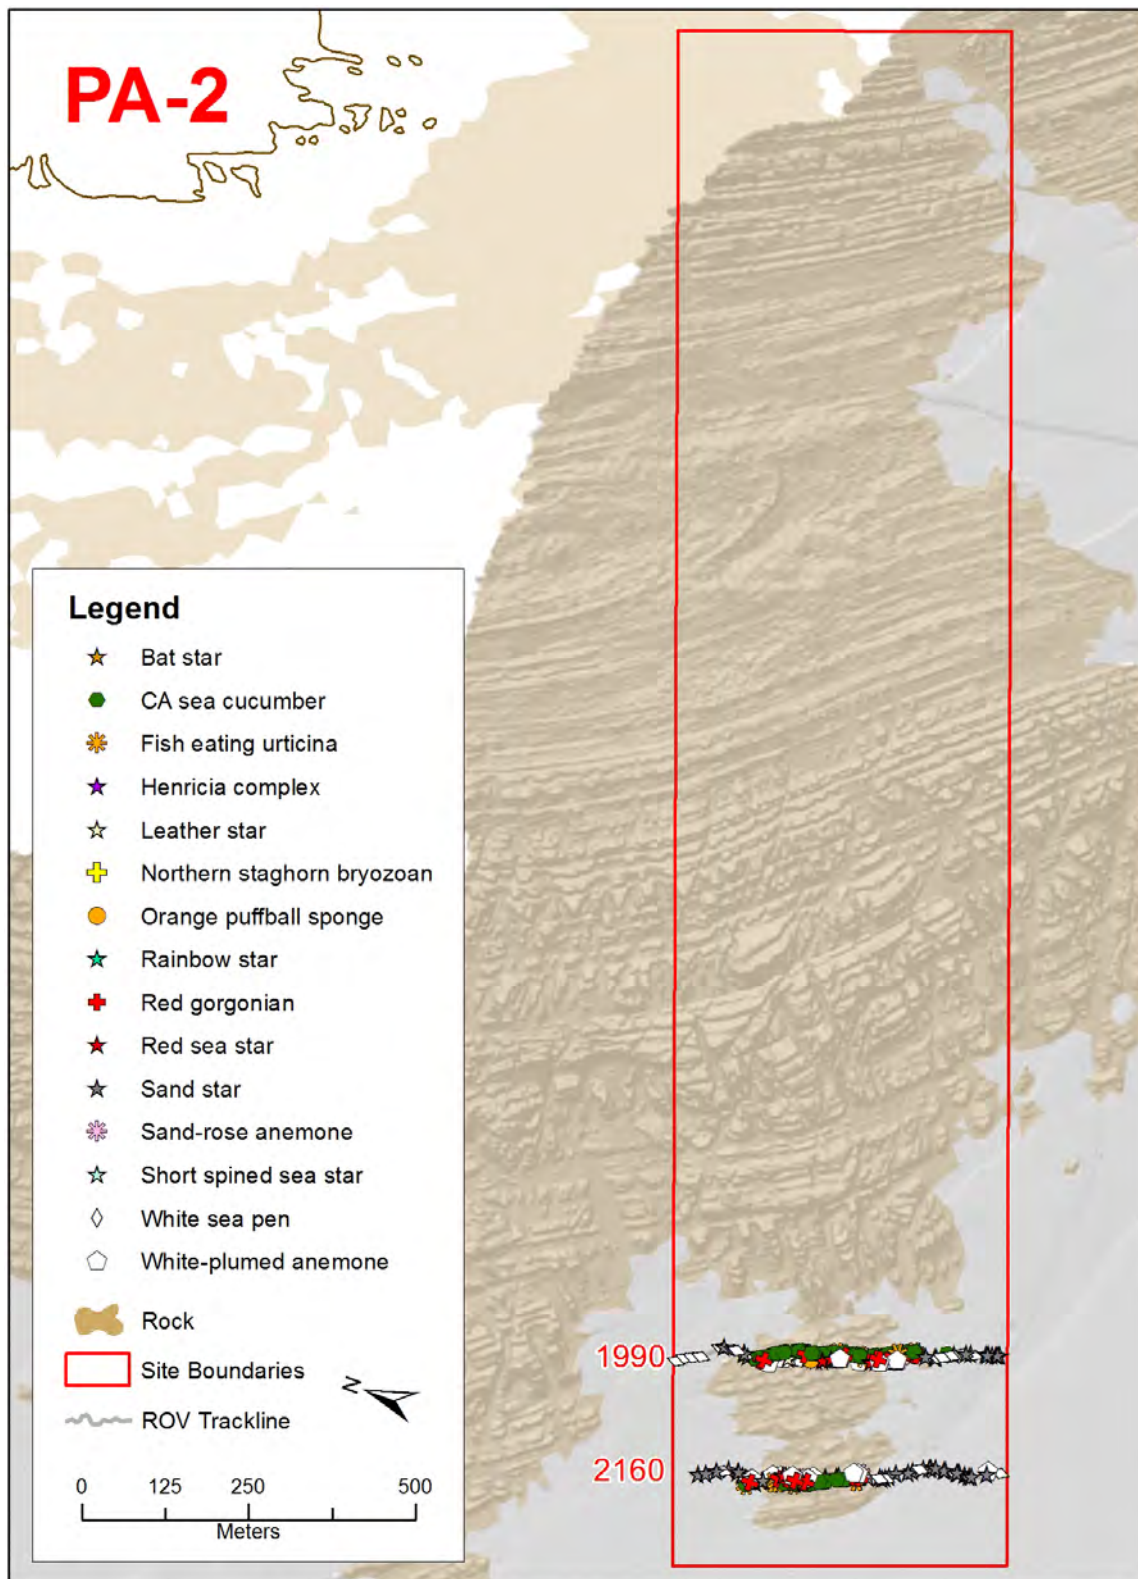 PA-2
Legend
Bat star
CA sea cucumber
Fish eating urticina
Henricia complex
Leather star
Northern staghorn bryozoan
Orange puffball sponge
Rainbow star
Red gorgonian
Red sea star
Sand star
Sand-rose anemone
Short spined sea star
White sea pen
White-plumed anemone
Rock
Site Boundaries
ROV Trackline
N
0 125 250 500
Meters
1990
2160